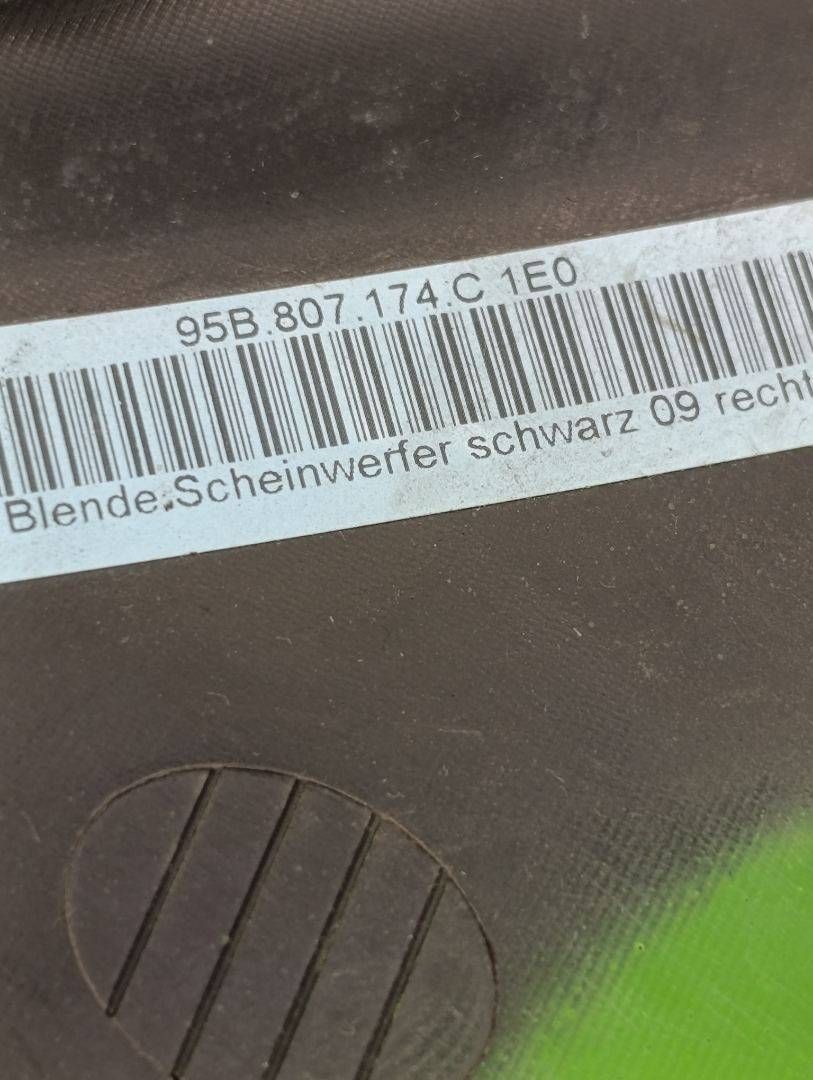 95B.807.174.C 1E0
Blende.Scheinwerfer schwarz 09 recht